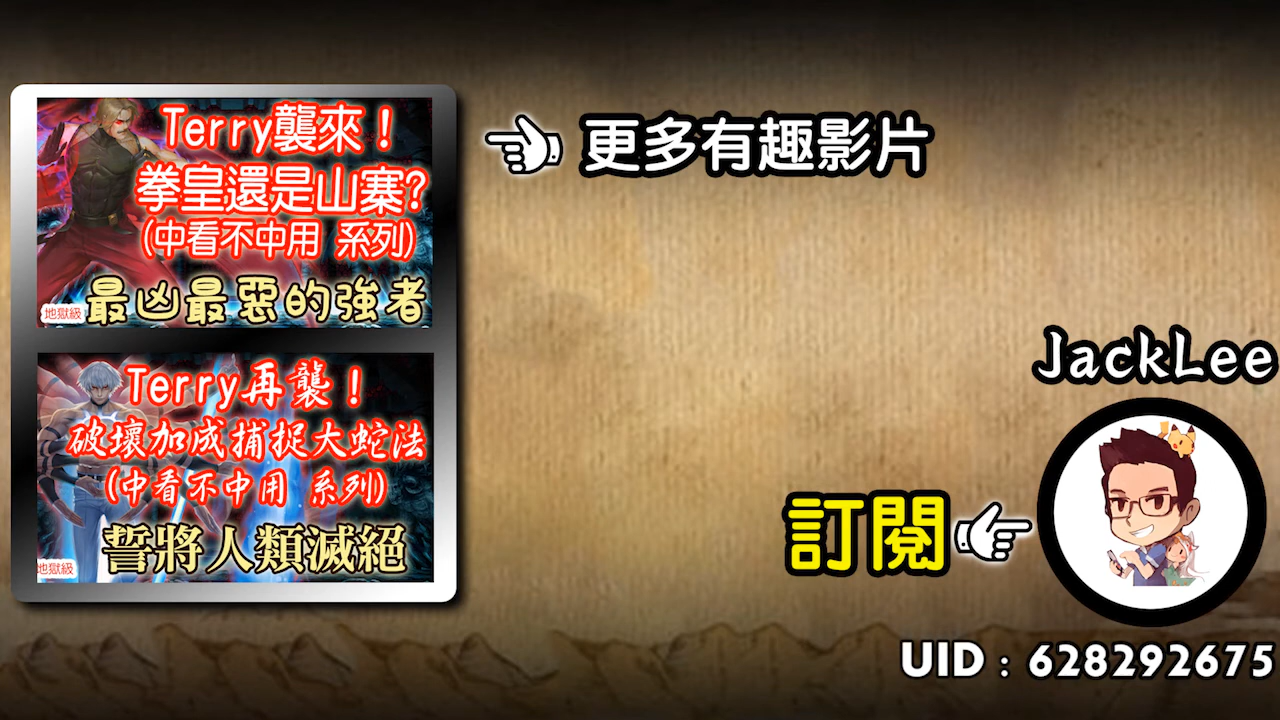 Terry襲來！
拳皇還是山寨?
(中看不中用 系列)
最凶最惡的強者
地獄級
更多有趣影片
Terry再襲！
破壞加成捕捉大蛇法
(中看不中用 系列)
誓將人類滅絕
地獄級
JackLee
訂閱
UID : 628292675